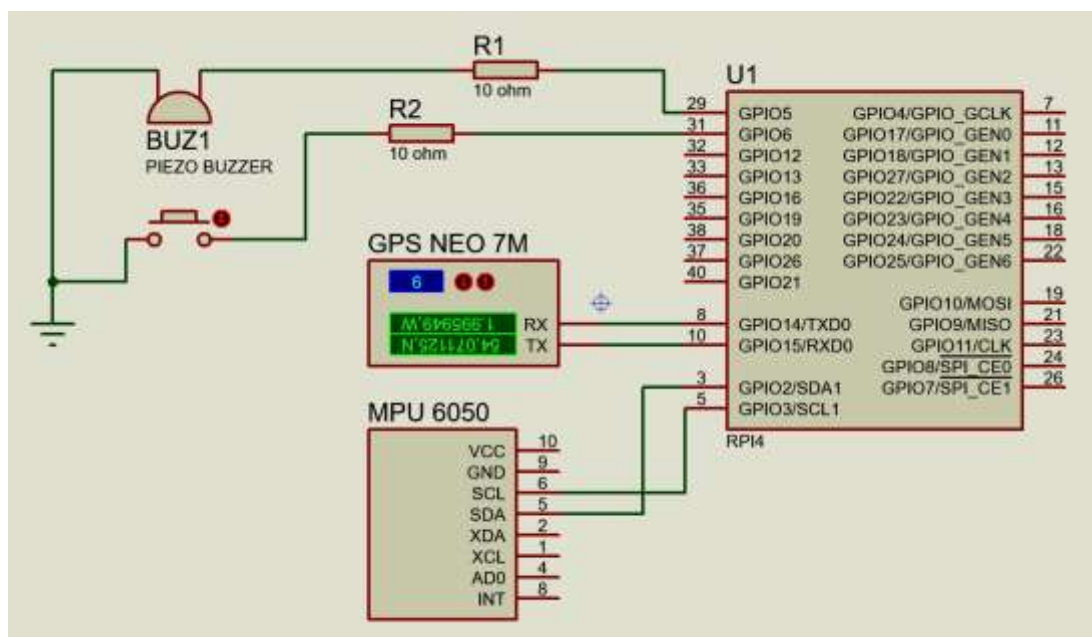 R1
10 ohm
R2
10 ohm
BUZ1
PIEZO BUZZER
U1
29 GPIO5 GPIO4/GPIO_GCLK 7
31 GPIO6 GPIO17/GPIO_GEN0 11
32 GPIO12 GPIO18/GPIO_GEN1 12
33 GPIO13 GPIO27/GPIO_GEN2 13
36 GPIO16 GPIO22/GPIO_GEN3 15
35 GPIO19 GPIO23/GPIO_GEN4 16
38 GPIO20 GPIO24/GPIO_GEN5 18
37 GPIO26 GPIO25/GPIO_GEN6 22
40 GPIO21
GPIO10/MOSI 19
8 GPIO14/TXD0 GPIO9/MISO 21
10 GPIO15/RXD0 GPIO11/CLK 23
GPIO8/SPI_CE0 24
3 GPIO2/SDA1 GPIO7/SPI_CE1 26
5 GPIO3/SCL1
RPI4
GPS NEO 7M
1.995949,W RX
54.071125,N TX
MPU 6050
VCC 10
GND 9
SCL 6
SDA 5
XDA 2
XCL 1
AD0 4
INT 8